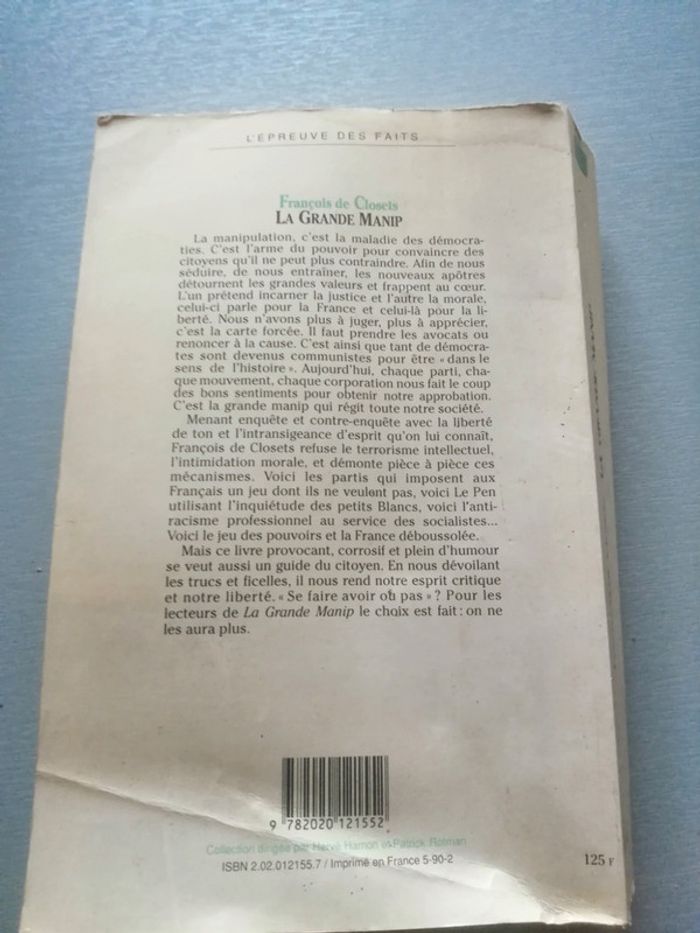 L'ÉPREUVE DES FAITS
François de Closets
LA GRANDE MANIP
La manipulation, c'est la maladie des démocra-
ties. C'est l'arme du pouvoir pour convaincre des
citoyens qu'il ne peut plus contraindre. Afin de nous
séduire, de nous entraîner, les nouveaux apôtres
détournent les grandes valeurs et frappent au cœur.
L'un prétend incarner la justice et l'autre la morale,
celui-ci parle pour la France et celui-là pour la li-
berté. Nous n'avons plus à juger, plus à apprécier,
c'est la carte forcée. Il faut prendre les avocats ou
renoncer à la cause. C'est ainsi que tant de démocra-
tes sont devenus communistes pour être « dans le
sens de l'histoire ». Aujourd'hui, chaque parti, cha-
que mouvement, chaque corporation nous fait le coup
des bons sentiments pour obtenir notre approbation.
C'est la grande manip qui régit toute notre société.
Menant enquête et contre-enquête avec la liberté
de ton et l'intransigeance d'esprit qu'on lui connaît,
François de Closets refuse le terrorisme intellectuel,
l'intimidation morale, et démonte pièce à pièce ces
mécanismes. Voici les partis qui imposent aux
Français un jeu dont ils ne veulent pas, voici Le Pen
utilisant l'inquiétude des petits Blancs, voici l'anti-
racisme professionnel au service des socialistes...
Voici le jeu des pouvoirs et la France déboussolée.
Mais ce livre provocant, corrosif et plein d'humour
se veut aussi un guide du citoyen. En nous dévoilant
les trucs et ficelles, il nous rend notre esprit critique
et notre liberté. « Se faire avoir où pas » ? Pour les
lecteurs de La Grande Manip le choix est fait : on ne
les aura plus.
9 782020 121552
Collection dirigée par Hervé Hamon et Patrick Rotman
ISBN 2.02.012155.7 / Imprimé en France 5-90-2
125 F